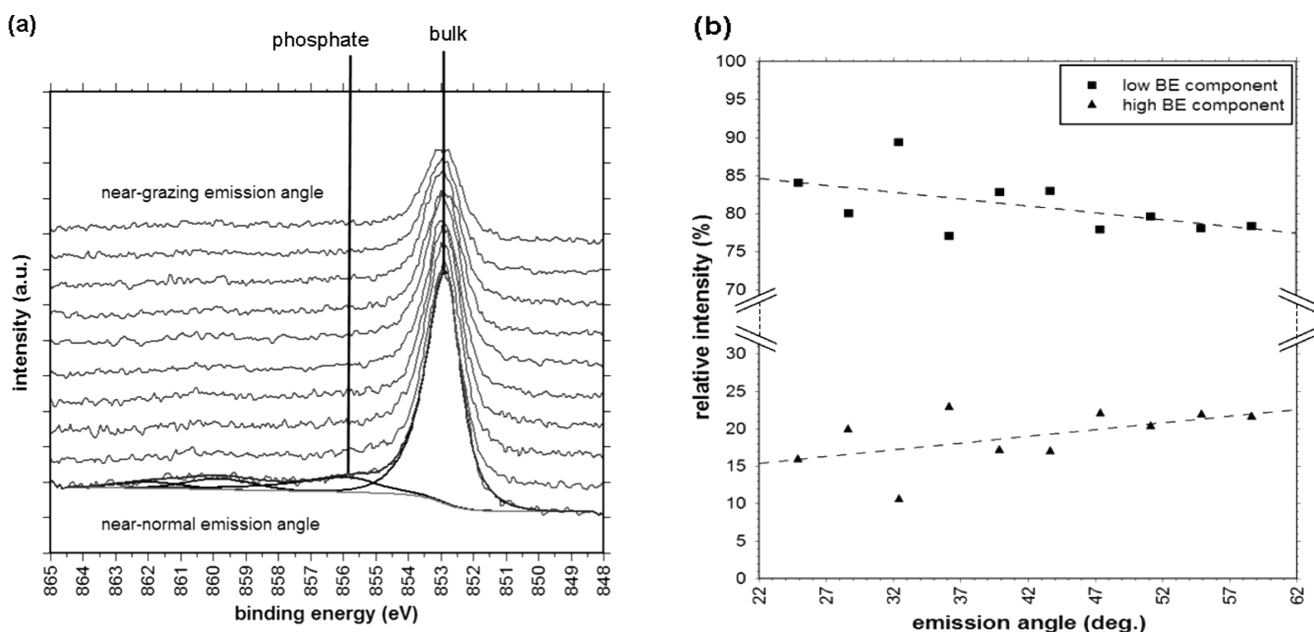 (a)
phosphate
bulk
near-grazing emission angle
near-normal emission angle
intensity (a.u.)
865 864 863 862 861 860 859 858 857 856 855 854 853 852 851 850 849 848
binding energy (eV)
(b)
low BE component
high BE component
100
95
90
85
80
75
70
30
25
20
15
10
5
0
relative intensity (%)
22 27 32 37 42 47 52 57 62
emission angle (deg.)